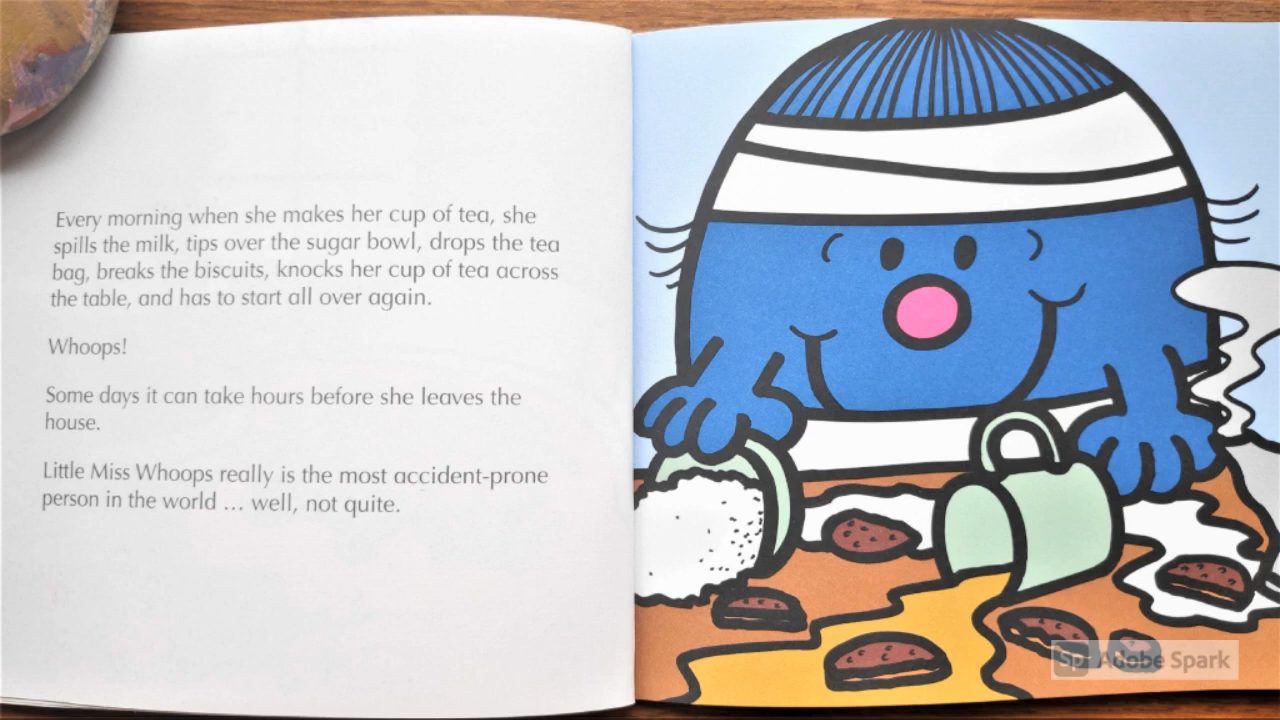 Every morning when she makes her cup of tea, she
spills the milk, tips over the sugar bowl, drops the tea
bag, breaks the biscuits, knocks her cup of tea across
the table, and has to start all over again.
Whoops!
Some days it can take hours before she leaves the
house.
Little Miss Whoops really is the most accident-prone
person in the world ... well, not quite.
Sp Adobe Spark